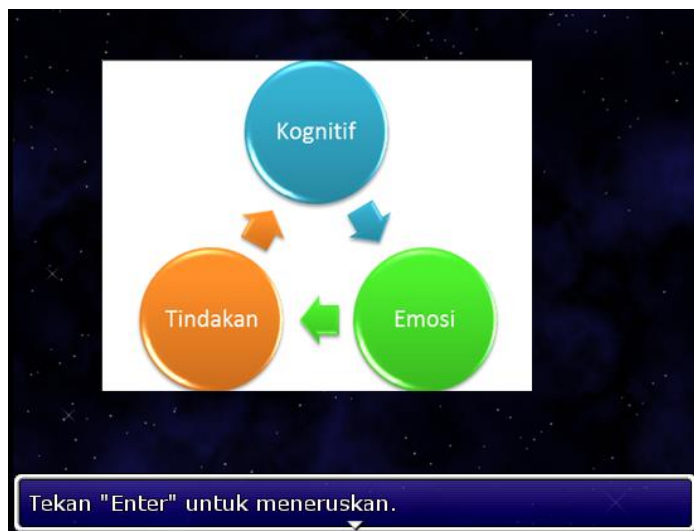 Kognitif
Tindakan
Emosi
Tekan "Enter" untuk meneruskan.